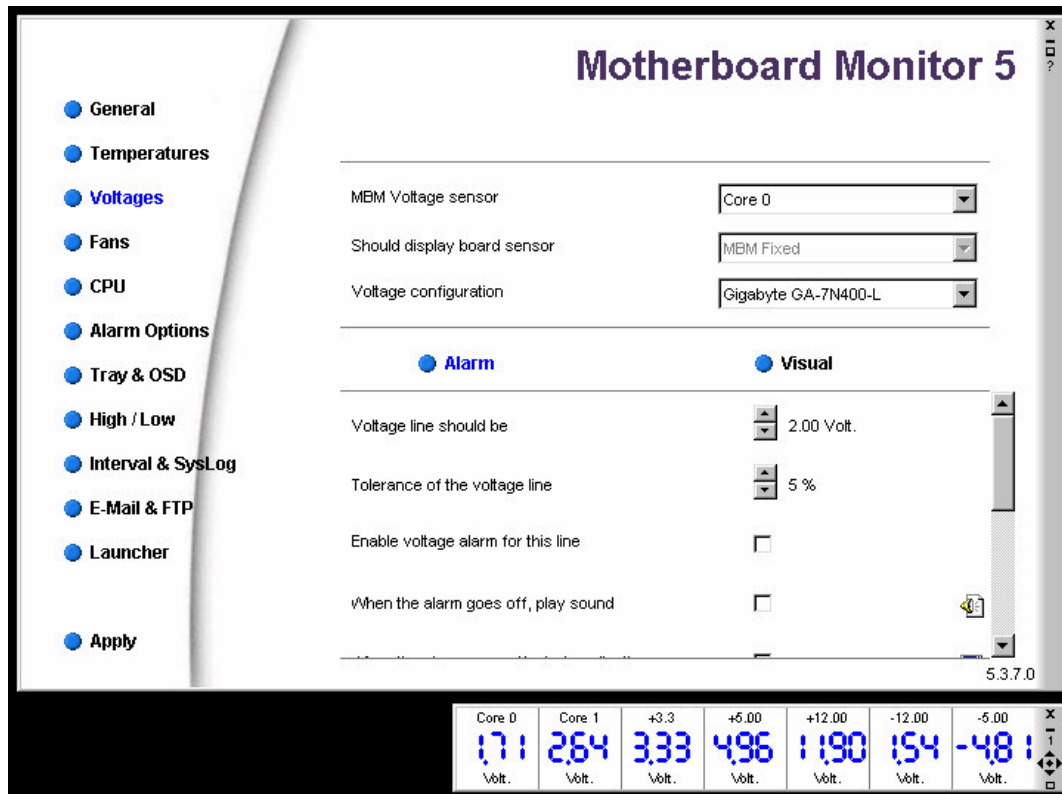 Motherboard Monitor 5
X
?
General
Temperatures
Voltages
Fans
CPU
Alarm Options
Tray & OSD
High / Low
Interval & SysLog
E-Mail & FTP
Launcher
Apply
MBM Voltage sensor Core 0
Should display board sensor MBM Fixed
Voltage configuration Gigabyte GA-7N400-L
Alarm Visual
Voltage line should be 2.00 Volt.
Tolerance of the voltage line 5 %
Enable voltage alarm for this line
When the alarm goes off, play sound
5.3.7.0
Core 0 Core 1 +3.3 +5.00 +12.00 -12.00 -5.00 X
1.71 2.64 3.33 4.96 11.90 1.54 -4.81 1
Volt. Volt. Volt. Volt. Volt. Volt. Volt.